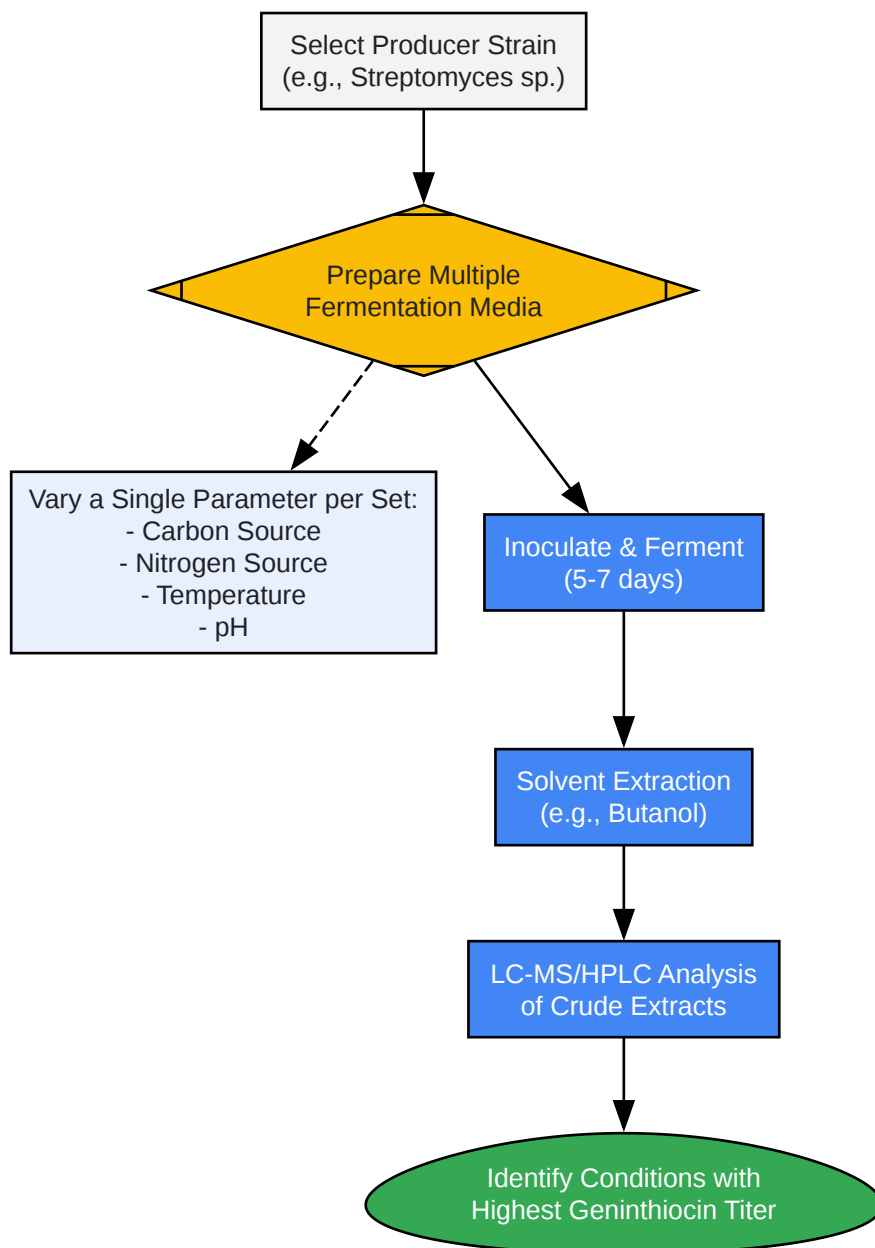 Select Producer Strain
(e.g., Streptomyces sp.)
Prepare Multiple
Fermentation Media
Vary a Single Parameter per Set:
- Carbon Source
- Nitrogen Source
- Temperature
- pH
Inoculate & Ferment
(5-7 days)
Solvent Extraction
(e.g., Butanol)
LC-MS/HPLC Analysis
of Crude Extracts
Identify Conditions with
Highest Geninthiocin Titer